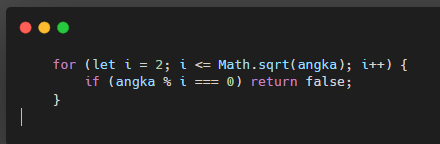 for (let i = 2; i <= Math.sqrt(angka); i++) {
if (angka % i === 0) return false;
}